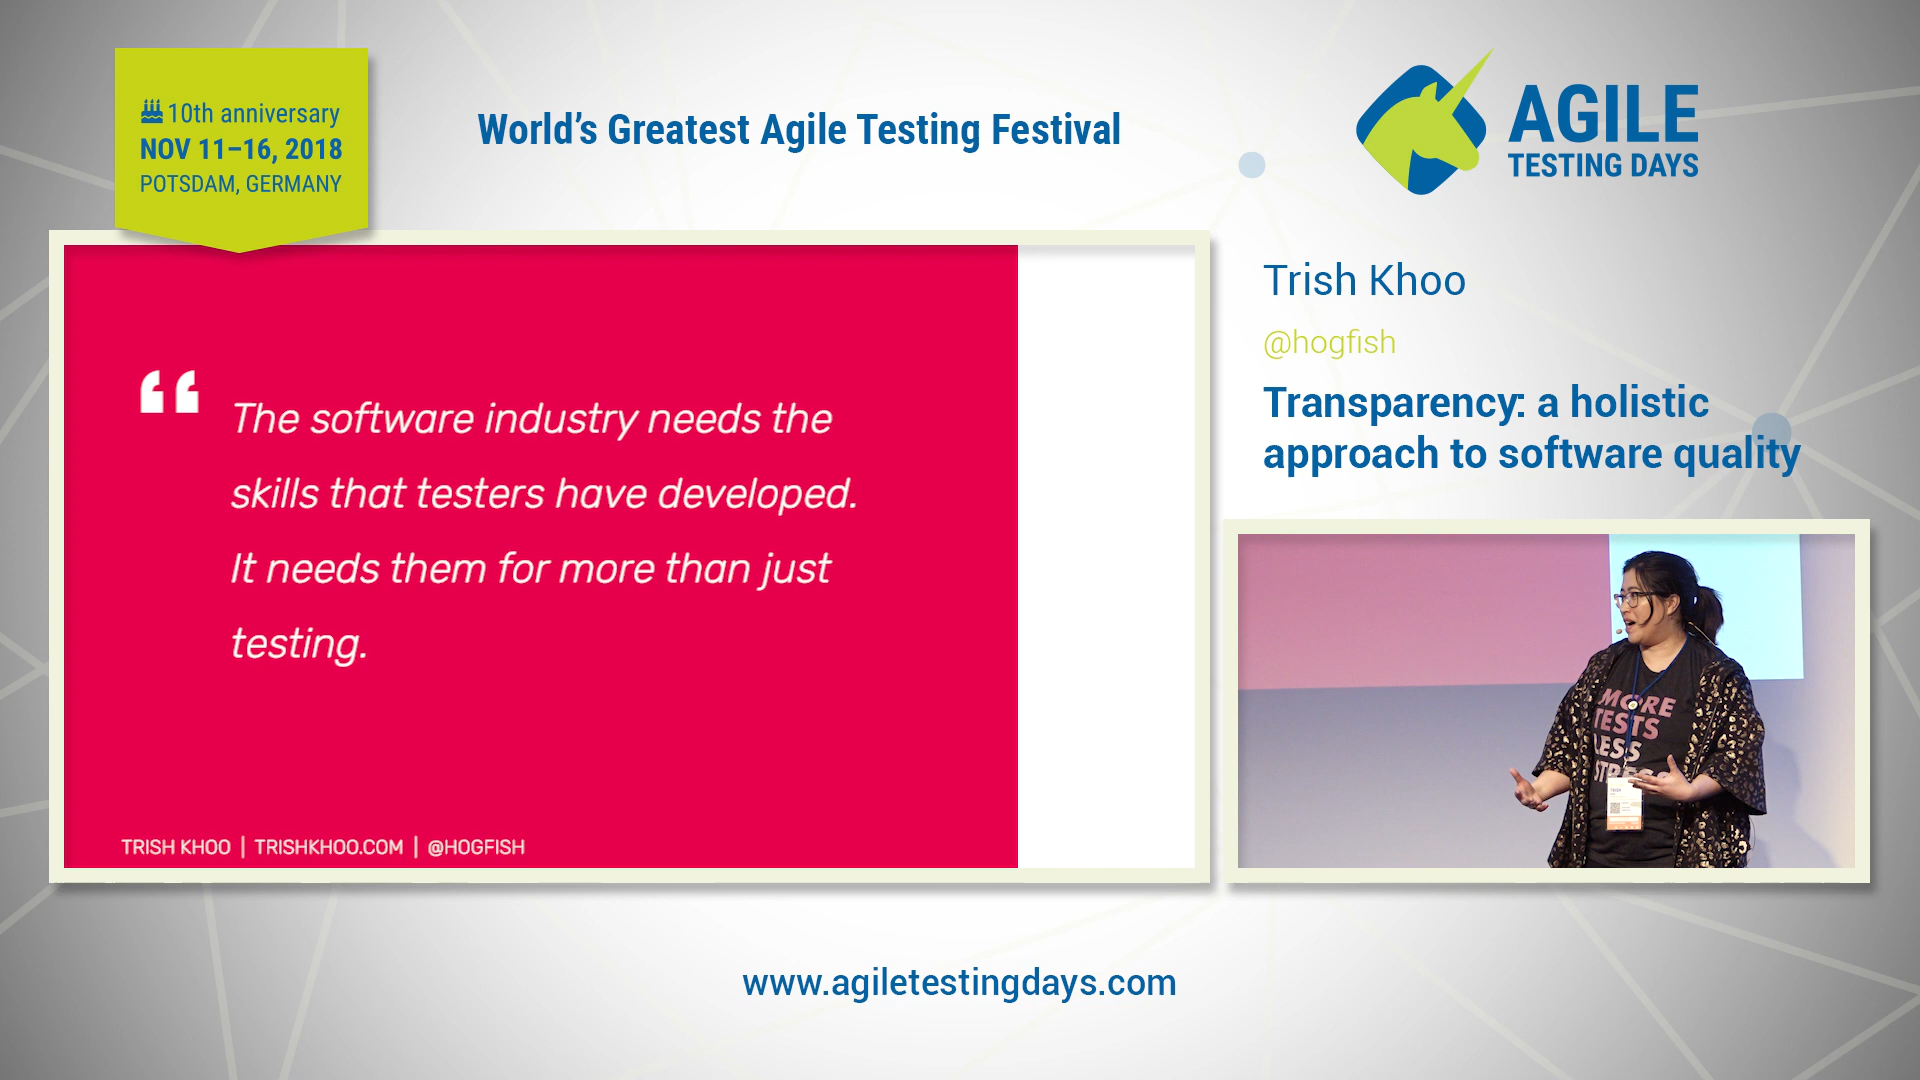 10th anniversary
NOV 11–16, 2018
POTSDAM, GERMANY
World's Greatest Agile Testing Festival
AGILE
TESTING DAYS
“
The software industry needs the
skills that testers have developed.
It needs them for more than just
testing.
TRISH KHOO | TRISHKHOO.COM | @HOGFISH
Trish Khoo
@hogfish
Transparency: a holistic
approach to software quality
MORE
TESTS
LESS
STRESS
TRISH
www.agiletestingdays.com